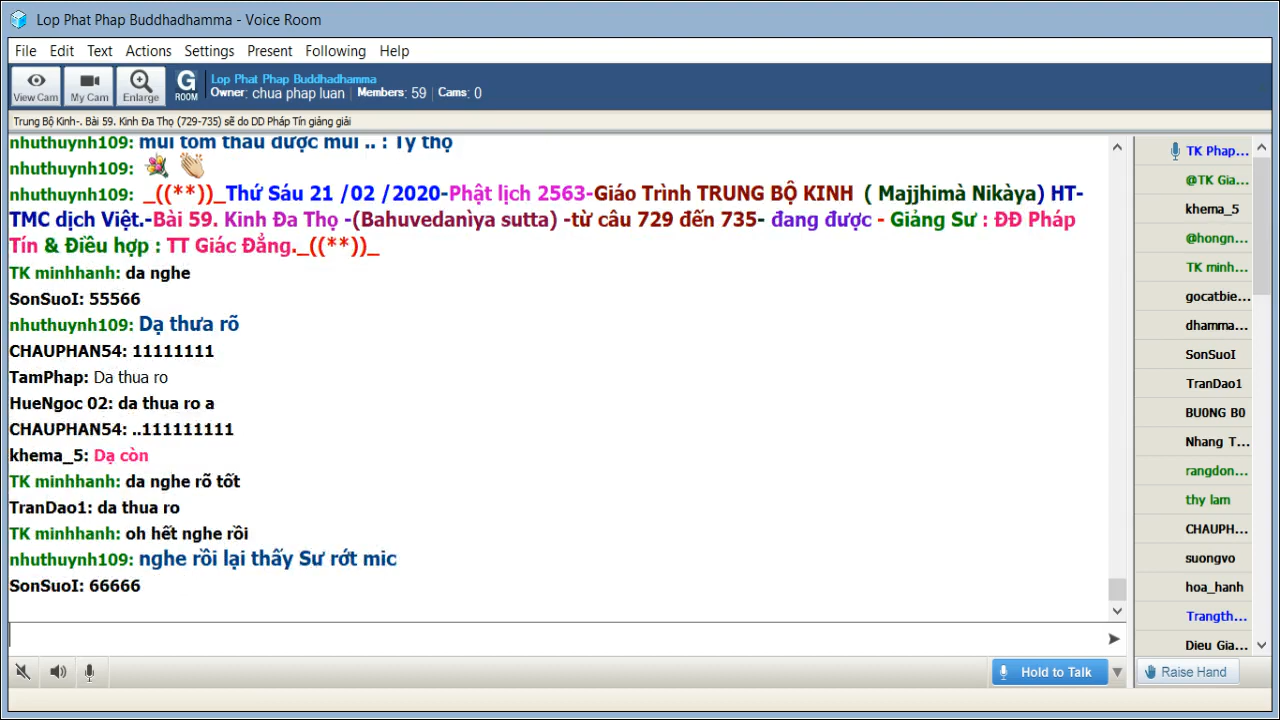 Lop Phat Phap Buddhadhamma - Voice Room
File Edit Text Actions Settings Present Following Help
View Cam My Cam Enlarge G ROOM
Lop Phat Phap Buddhadhamma
Owner: chua phap luan Members: 59 Cams: 0
Trung Bộ Kinh-. Bài 59. Kinh Đa Thọ (729-735) sẽ do DD Pháp Tín giảng giải
nhuthuynh109: mũi tom thâu được mùi .. : Tỷ thọ
nhuthuynh109:
nhuthuynh109: _((**))_Thứ Sáu 21 /02 /2020-Phật lịch 2563-Giáo Trình TRUNG BỘ KINH ( Majjhimà Nikàya) HT-
TMC dịch Việt.-Bài 59. Kinh Đa Thọ -(Bahuvedanìya sutta) -từ câu 729 đến 735- đang được - Giảng Sư : ĐĐ Pháp
Tín & Điều hợp : TT Giác Đẳng._((**))_
TK minhhanh: da nghe
SonSuoI: 55566
nhuthuynh109: Dạ thưa rõ
CHAUPHAN54: 11111111
TamPhap: Da thua ro
HueNgoc 02: da thua ro a
CHAUPHAN54: ..111111111
khema_5: Dạ còn
TK minhhanh: da nghe rõ tốt
TranDao1: da thua ro
TK minhhanh: oh hết nghe rồi
nhuthuynh109: nghe rồi lại thấy Sư rớt mic
SonSuoI: 66666
Hold to Talk
TK Phap...
@TK Gia...
khema_5
@hongn...
TK minh...
gocatbie...
dhamma...
SonSuoI
TranDao1
BU0NG B0
Nhang T...
rangdon...
thy lam
CHAUPH...
suongvo
hoa_hanh
Trangth...
Dieu Gia...
Raise Hand